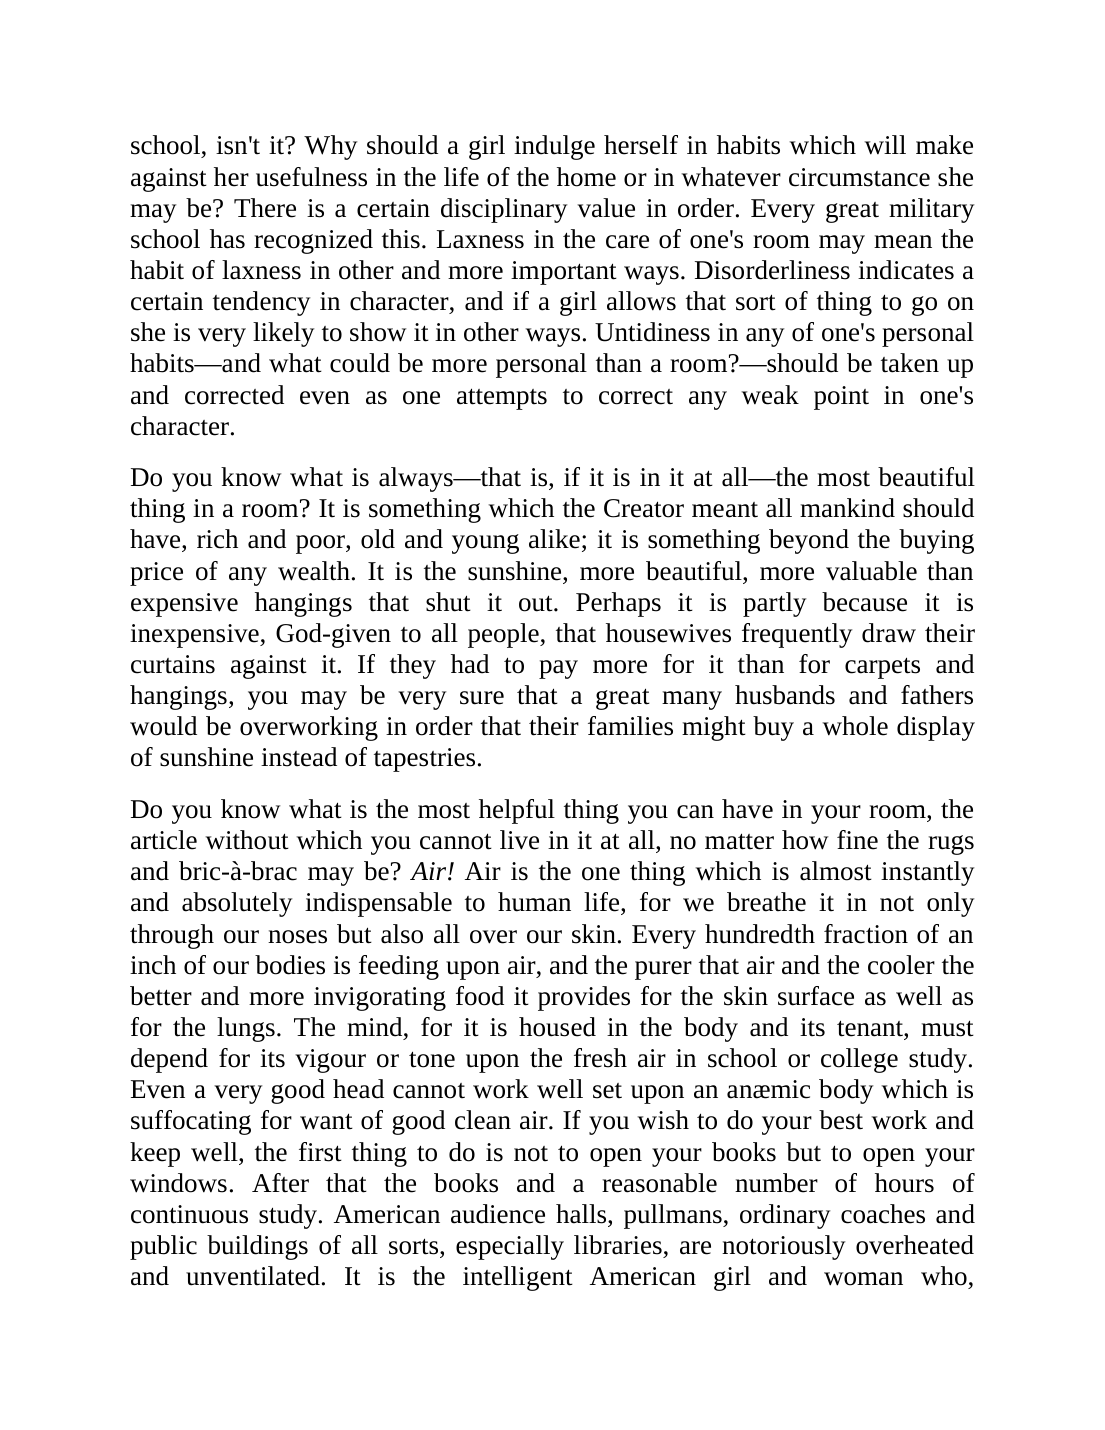 school, isn't it? Why should a girl indulge herself in habits which will make
against her usefulness in the life of the home or in whatever circumstance she
may be? There is a certain disciplinary value in order. Every great military
school has recognized this. Laxness in the care of one's room may mean the
habit of laxness in other and more important ways. Disorderliness indicates a
certain tendency in character, and if a girl allows that sort of thing to go on
she is very likely to show it in other ways. Untidiness in any of one's personal
habits—and what could be more personal than a room?—should be taken up
and corrected even as one attempts to correct any weak point in one's
character.
Do you know what is always—that is, if it is in it at all—the most beautiful
thing in a room? It is something which the Creator meant all mankind should
have, rich and poor, old and young alike; it is something beyond the buying
price of any wealth. It is the sunshine, more beautiful, more valuable than
expensive hangings that shut it out. Perhaps it is partly because it is
inexpensive, God-given to all people, that housewives frequently draw their
curtains against it. If they had to pay more for it than for carpets and
hangings, you may be very sure that a great many husbands and fathers
would be overworking in order that their families might buy a whole display
of sunshine instead of tapestries.
Do you know what is the most helpful thing you can have in your room, the
article without which you cannot live in it at all, no matter how fine the rugs
and bric-à-brac may be? Air! Air is the one thing which is almost instantly
and absolutely indispensable to human life, for we breathe it in not only
through our noses but also all over our skin. Every hundredth fraction of an
inch of our bodies is feeding upon air, and the purer that air and the cooler the
better and more invigorating food it provides for the skin surface as well as
for the lungs. The mind, for it is housed in the body and its tenant, must
depend for its vigour or tone upon the fresh air in school or college study.
Even a very good head cannot work well set upon an anæmic body which is
suffocating for want of good clean air. If you wish to do your best work and
keep well, the first thing to do is not to open your books but to open your
windows. After that the books and a reasonable number of hours of
continuous study. American audience halls, pullmans, ordinary coaches and
public buildings of all sorts, especially libraries, are notoriously overheated
and unventilated. It is the intelligent American girl and woman who,